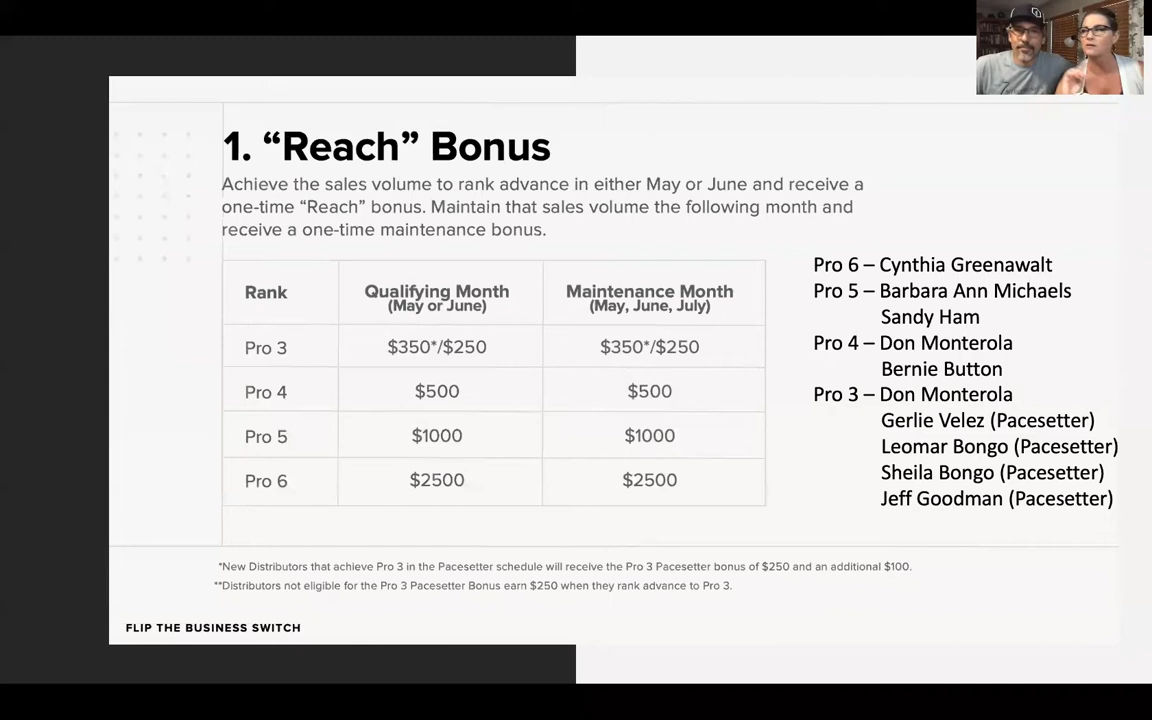 1. “Reach” Bonus
Achieve the sales volume to rank advance in either May or June and receive a
one-time “Reach” bonus. Maintain that sales volume the following month and
receive a one-time maintenance bonus.
Rank Qualifying Month (May or June) Maintenance Month (May, June, July)
Pro 3 $350*/$250 $350*/$250
Pro 4 $500 $500
Pro 5 $1000 $1000
Pro 6 $2500 $2500
Pro 6 – Cynthia Greenawalt
Pro 5 – Barbara Ann Michaels
Sandy Ham
Pro 4 – Don Monterola
Bernie Button
Pro 3 – Don Monterola
Gerlie Velez (Pacesetter)
Leomar Bongo (Pacesetter)
Sheila Bongo (Pacesetter)
Jeff Goodman (Pacesetter)
*New Distributors that achieve Pro 3 in the Pacesetter schedule will receive the Pro 3 Pacesetter bonus of $250 and an additional $100.
**Distributors not eligible for the Pro 3 Pacesetter Bonus earn $250 when they rank advance to Pro 3.
FLIP THE BUSINESS SWITCH